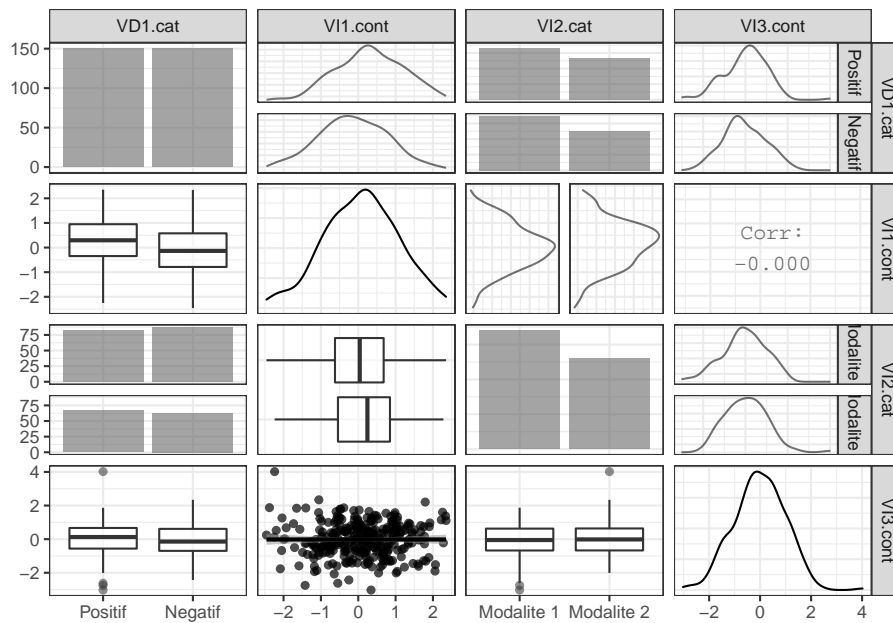 VD1.cat VI1.cont VI2.cat VI3.cont
150
100
50
0
Positif
Negatif
VD1.cat
2
1
0
−1
−2
Corr:
-0.000
VI1.cont
75
50
25
0
75
50
25
0
lodalite
lodalite
VI2.cat
4
2
0
−2
VI3.cont
Positif Negatif −2 −1 0 1 2 Modalite 1 Modalite 2 −2 0 2 4